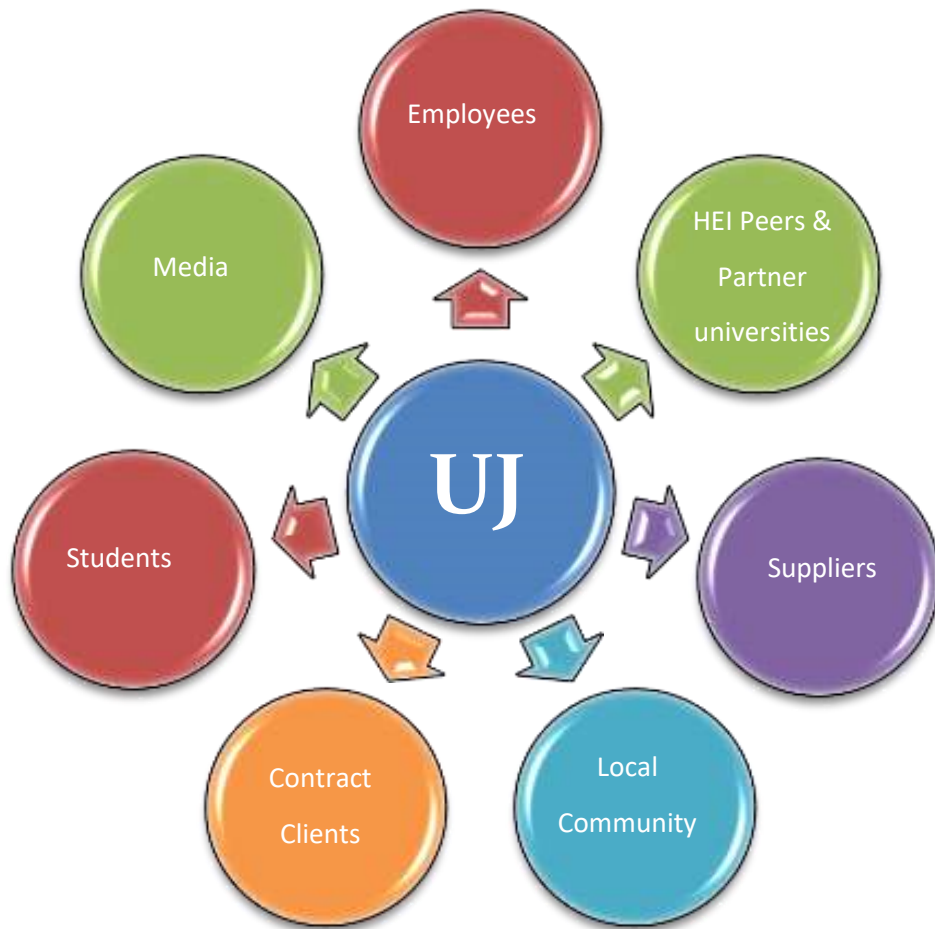 Employees
HEI Peers &
Partner
universities
Media
UJ
Students
Suppliers
Local
Community
Contract
Clients